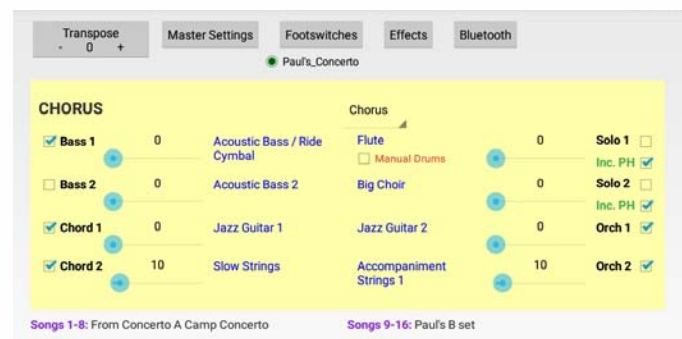 Transpose
- 0 +
Master Settings
Footswitches
Effects
Bluetooth
Paul's_Concerto
CHORUS
Chorus
Bass 1
0
Acoustic Bass / Ride
Cymbal
Flute
Manual Drums
0
Solo 1
Inc. PH
Bass 2
0
Acoustic Bass 2
Big Choir
0
Solo 2
Inc. PH
Chord 1
0
Jazz Guitar 1
Jazz Guitar 2
0
Orch 1
Chord 2
10
Slow Strings
Accompaniment
Strings 1
10
Orch 2
Songs 1-8: From Concerto A Camp Concerto
Songs 9-16: Paul's B set